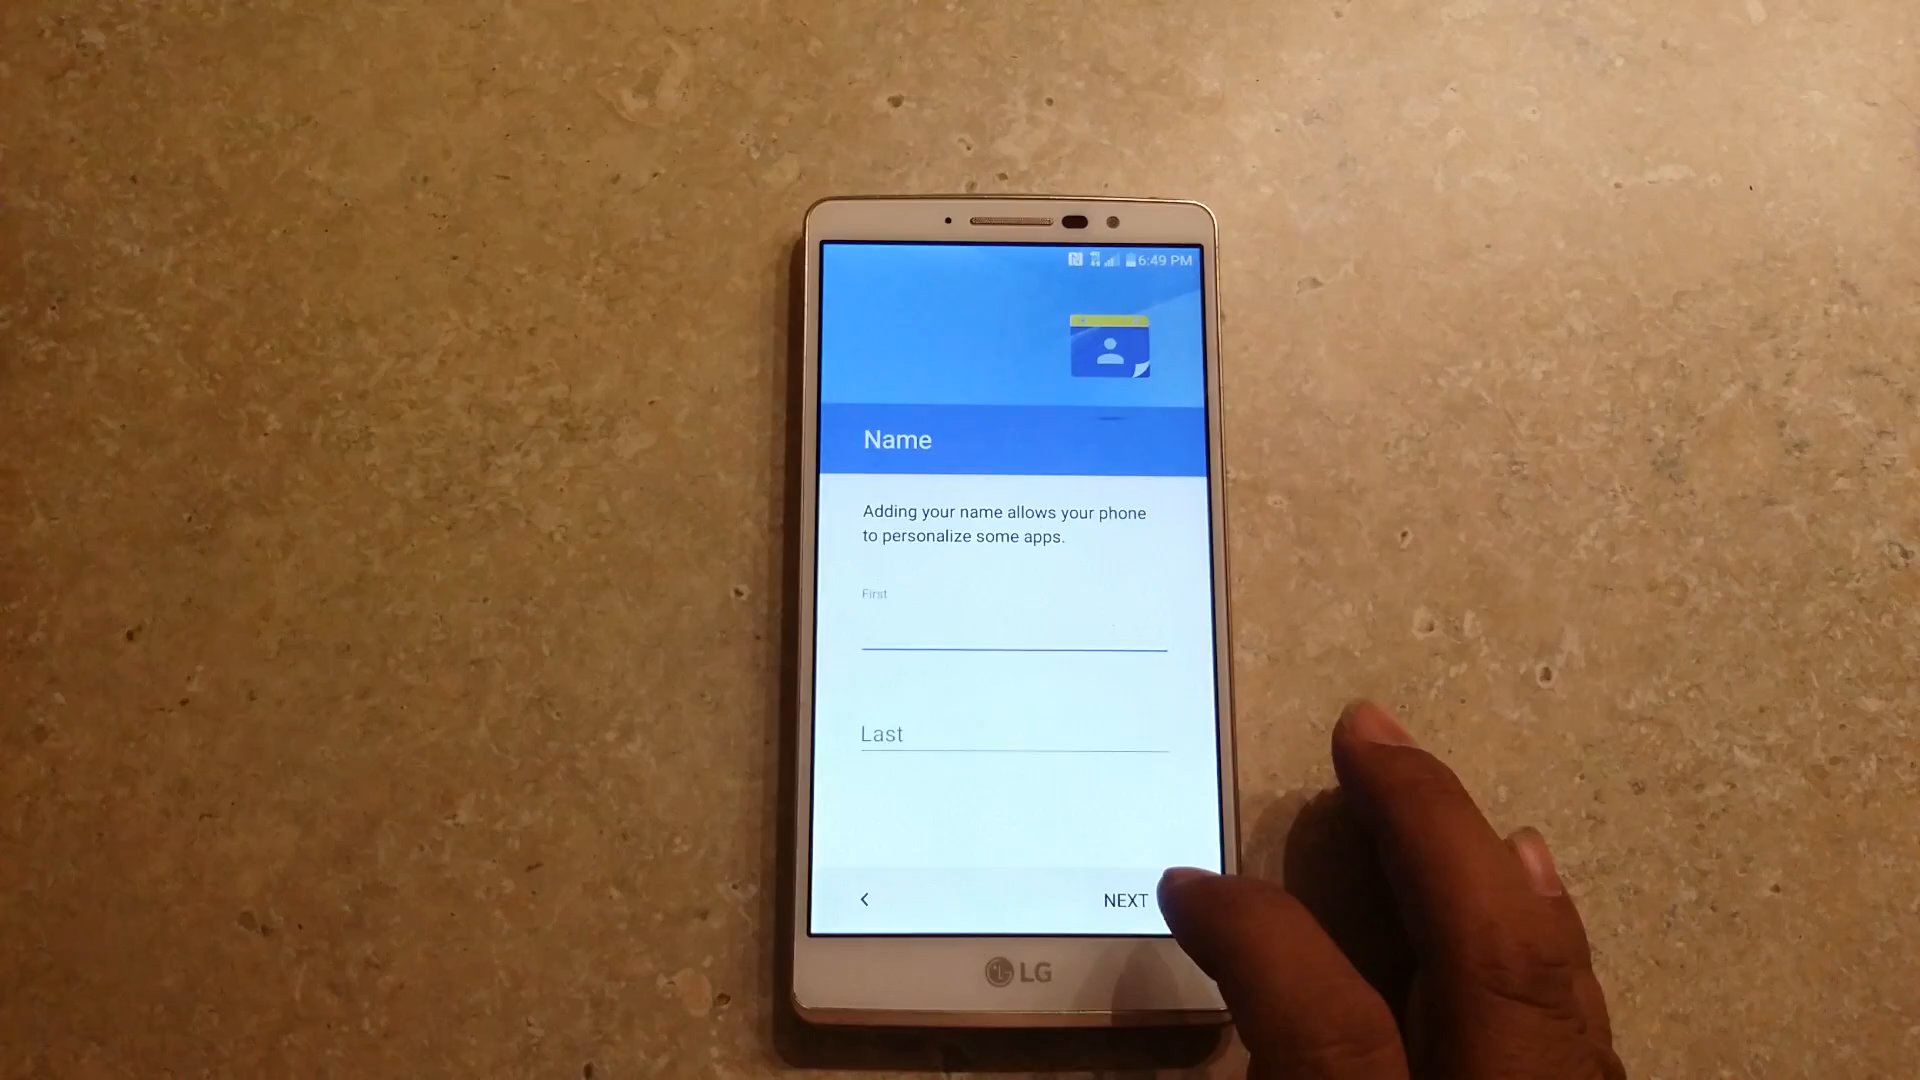 6:49 PM
Name
Adding your name allows your phone
to personalize some apps.
First
Last
NEXT
LG